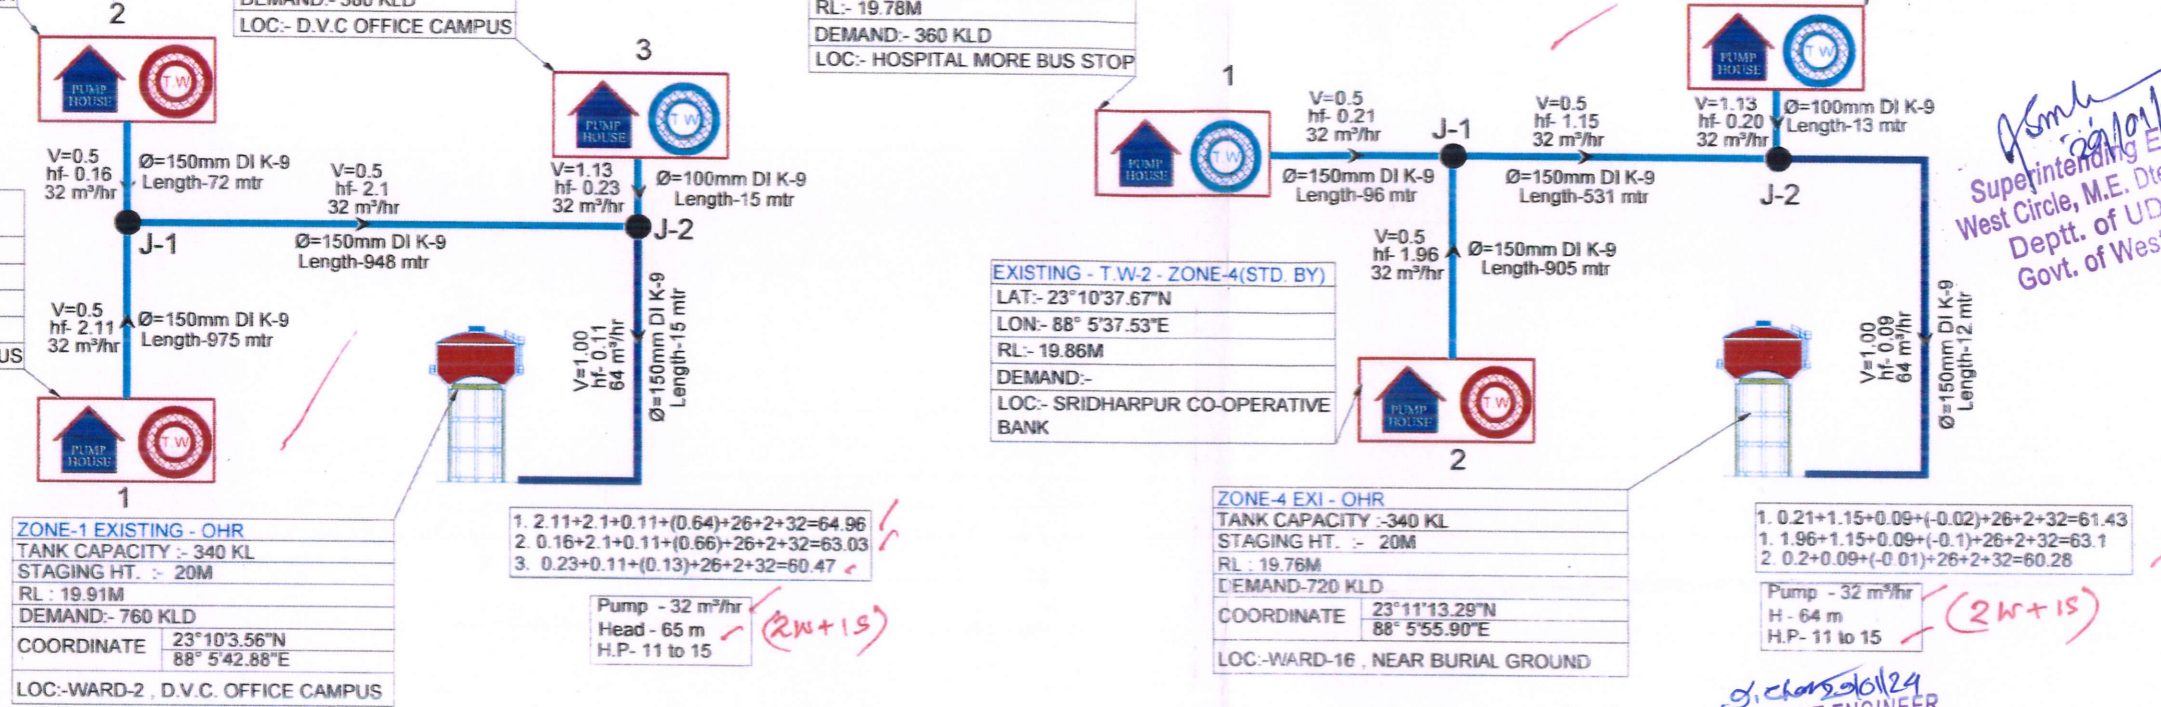 2
LOC:- D.V.C OFFICE CAMPUS
3
PUMP HOUSE
T.W
PUMP HOUSE
T.W
V=0.5
hf- 0.16
32 m³/hr
Ø=150mm DI K-9
Length-72 mtr
V=0.5
hf- 2.1
32 m³/hr
Ø=150mm DI K-9
Length-948 mtr
V=1.13
hf- 0.23
32 m³/hr
Ø=100mm DI K-9
Length-15 mtr
J-1
J-2
V=0.5
hf- 2.11
32 m³/hr
Ø=150mm DI K-9
Length-975 mtr
US
V=1.00
hf- 0.11
64 m³/hr
Ø=150mm DI K-9
Length-15 mtr
PUMP HOUSE
T.W
1
ZONE-1 EXISTING - OHR
TANK CAPACITY :- 340 KL
STAGING HT. :- 20M
RL : 19.91M
DEMAND:- 760 KLD
COORDINATE
23°10'3.56"N
88° 5'42.88"E
LOC:-WARD-2 , D.V.C. OFFICE CAMPUS
1. 2.11+2.1+0.11+(0.64)+26+2+32=64.96
2. 0.16+2.1+0.11+(0.66)+26+2+32=63.03
3. 0.23+0.11+(0.13)+26+2+32=60.47
Pump - 32 m³/hr
Head - 65 m
H.P- 11 to 15
(2W+1S)
RL:- 19.78M
DEMAND:- 360 KLD
LOC:- HOSPITAL MORE BUS STOP
1
PUMP HOUSE
T.W
V=0.5
hf- 0.21
32 m³/hr
Ø=150mm DI K-9
Length-96 mtr
J-1
V=0.5
hf- 1.15
32 m³/hr
Ø=150mm DI K-9
Length-531 mtr
PUMP HOUSE
T.W
V=1.13
hf- 0.20
32 m³/hr
Ø=100mm DI K-9
Length-13 mtr
J-2
V=0.5
hf- 1.96
32 m³/hr
Ø=150mm DI K-9
Length-905 mtr
EXISTING - T.W-2 - ZONE-4(STD. BY)
LAT:- 23°10'37.67"N
LON:- 88° 5'37.53"E
RL:- 19.86M
DEMAND:-
LOC:- SRIDHARPUR CO-OPERATIVE
BANK
PUMP HOUSE
T.W
2
V=1.00
hf- 0.09
64 m³/hr
Ø=150mm DI K-9
Length-12 mtr
ZONE-4 EXI - OHR
TANK CAPACITY :-340 KL
STAGING HT. :- 20M
RL : 19.76M
DEMAND-720 KLD
COORDINATE
23°11'13.29"N
88° 5'55.90"E
LOC:-WARD-16 , NEAR BURIAL GROUND
1. 0.21+1.15+0.09+(-0.02)+26+2+32=61.43
1. 1.96+1.15+0.09+(-0.1)+26+2+32=63.1
2. 0.2+0.09+(-0.01)+26+2+32=60.28
Pump - 32 m³/hr
H - 64 m
H.P- 11 to 15
(2W+1S)
Superintending E
West Circle, M.E. Dte
Deptt. of UD
Govt. of Wes
ENGINEER